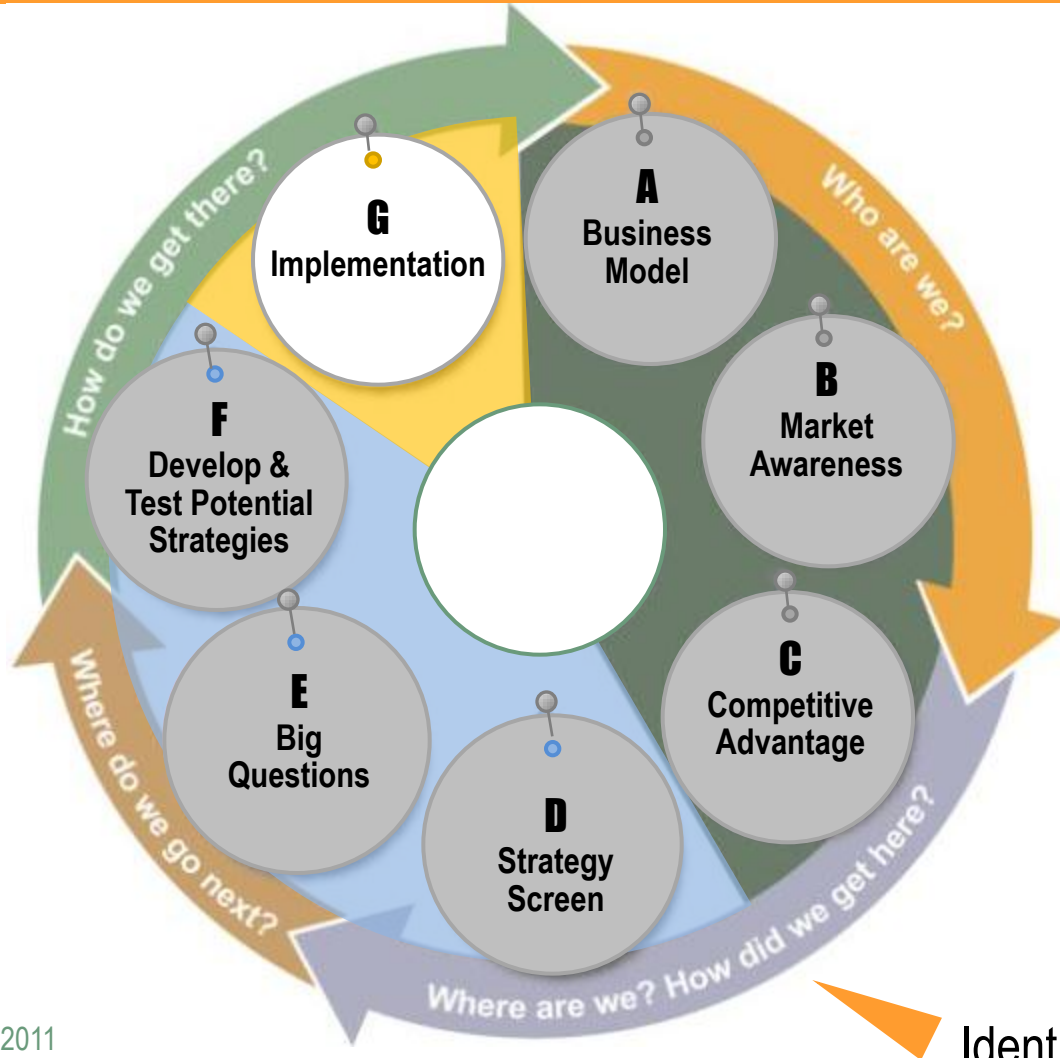 Who are we?
A
Business
Model
B
Market
Awareness
C
Competitive
Advantage
Where are we? How did we get here?
D
Strategy
Screen
E
Big
Questions
Where do we go next?
F
Develop &
Test Potential
Strategies
How do we get there?
G
Implementation
2011
Ident